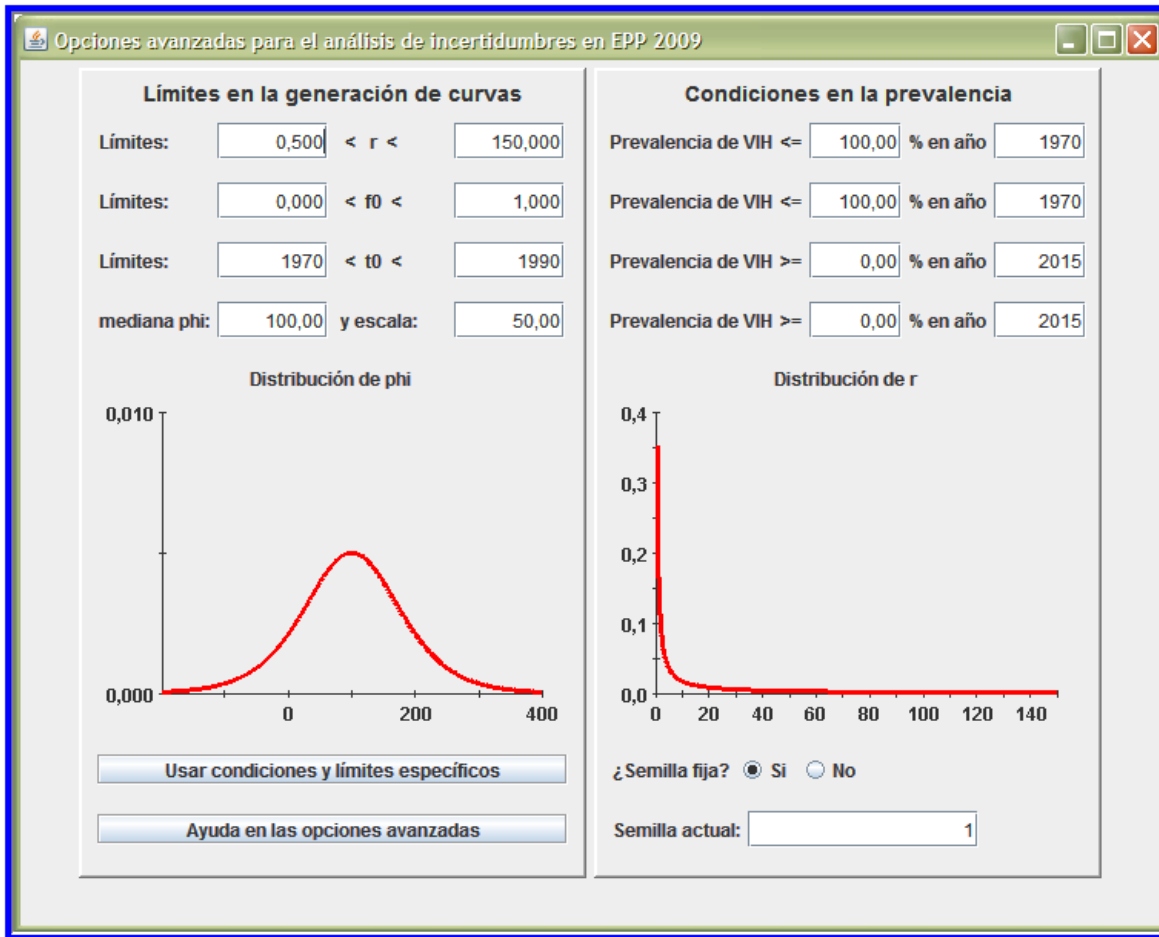 Opciones avanzadas para el análisis de incertidumbres en EPP 2009
Límites en la generación de curvas
Límites: 0,500 < r < 150,000
Límites: 0,000 < f0 < 1,000
Límites: 1970 < t0 < 1990
mediana phi: 100,00 y escala: 50,00
Distribución de phi
0,010
0,000
0 200 400
Usar condiciones y límites específicos
Ayuda en las opciones avanzadas
Condiciones en la prevalencia
Prevalencia de VIH <= 100,00 % en año 1970
Prevalencia de VIH <= 100,00 % en año 1970
Prevalencia de VIH >= 0,00 % en año 2015
Prevalencia de VIH >= 0,00 % en año 2015
Distribución de r
0,4
0,3
0,2
0,1
0,0
0 20 40 60 80 100 120 140
¿Semilla fija? Si No
Semilla actual: 1